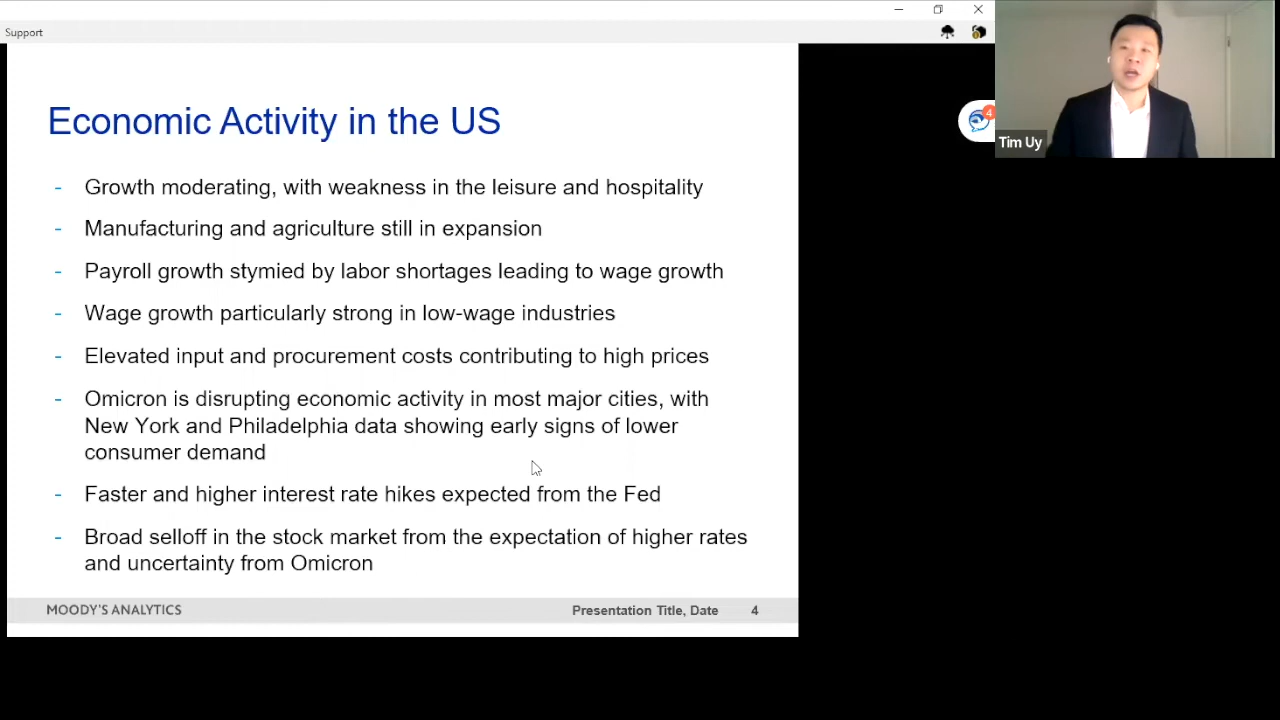 Support
4
Tim Uy
Economic Activity in the US
- Growth moderating, with weakness in the leisure and hospitality
- Manufacturing and agriculture still in expansion
- Payroll growth stymied by labor shortages leading to wage growth
- Wage growth particularly strong in low-wage industries
- Elevated input and procurement costs contributing to high prices
- Omicron is disrupting economic activity in most major cities, with
New York and Philadelphia data showing early signs of lower
consumer demand
- Faster and higher interest rate hikes expected from the Fed
- Broad selloff in the stock market from the expectation of higher rates
and uncertainty from Omicron
MOODY'S ANALYTICS
Presentation Title, Date 4